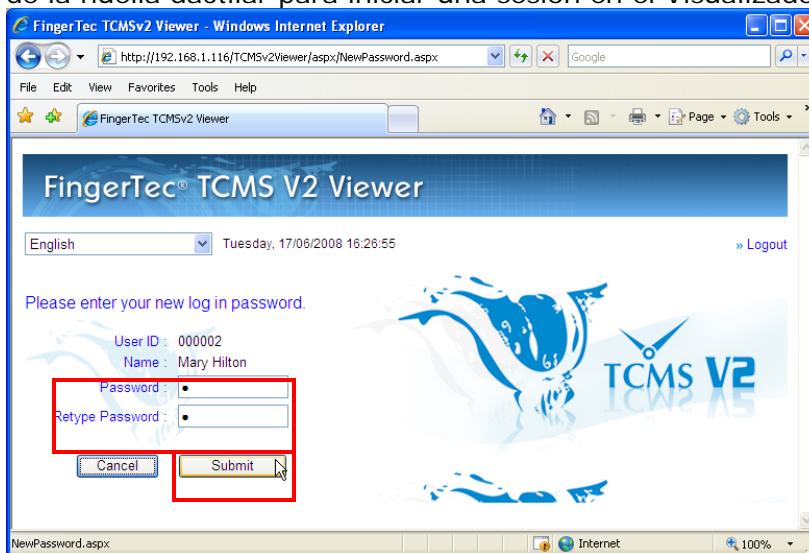 de la huella dactilar para iniciar una sesión en el visualizado
FingerTec TCMSv2 Viewer - Windows Internet Explorer
http://192.168.1.116/TCMSv2Viewer/aspx/NewPassword.aspx Google
File Edit View Favorites Tools Help
FingerTec TCMSv2 Viewer Page Tools
FingerTec® TCMS V2 Viewer
English Tuesday, 17/06/2008 16:26:55 » Logout
Please enter your new log in password.
User ID : 000002
Name : Mary Hilton
Password : •
Retype Password : •
TCMS V2
Cancel Submit
NewPassword.aspx Internet 100%